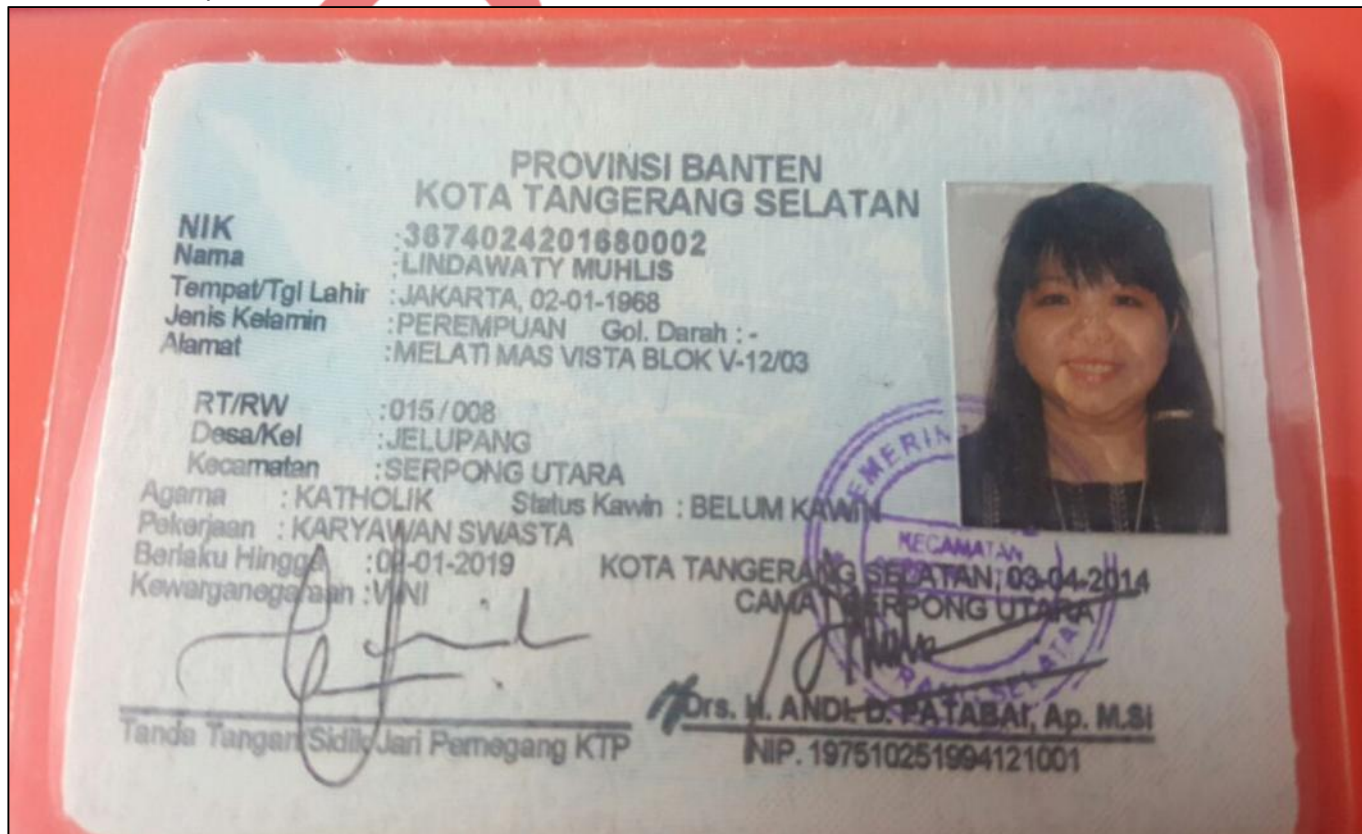 PROVINSI BANTEN
KOTA TANGERANG SELATAN
NIK :3674024201680002
Nama :LINDAWATY MUHLIS
Tempat/Tgl Lahir :JAKARTA, 02-01-1968
Jenis Kelamin :PEREMPUAN Gol. Darah :-
Alamat :MELATI MAS VISTA BLOK V-12/03
RT/RW :015/008
Desa/Kel :JELUPANG
Kecamatan :SERPONG UTARA
Agama : KATHOLIK Status Kawin : BELUM KAWIN
Pekerjaan : KARYAWAN SWASTA
Berlaku Hingga :02-01-2019
Kewarganegaraan :WNI
KOTA TANGERANG SELATAN, 03-04-2014
CAMAT SERPONG UTARA
KECAMATAN
Drs. H. ANDI D. PATABAI, Ap. M.Si
NIP. 197510251994121001
Tanda Tangan/Sidik Jari Pemegang KTP